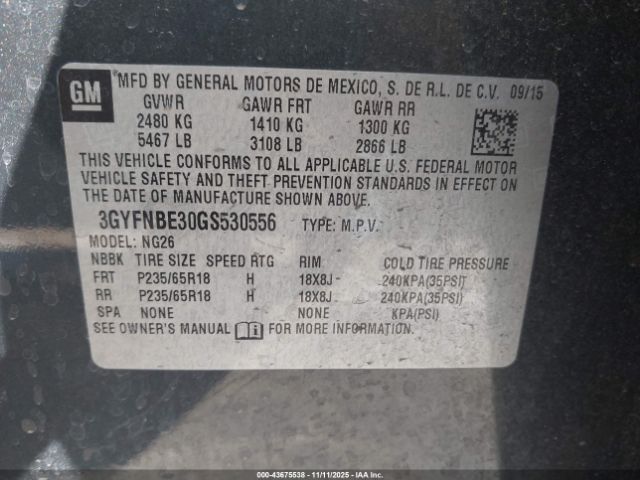 GM
MFD BY GENERAL MOTORS DE MEXICO, S. DE R.L. DE C.V. 09/15
GVWR GAWR FRT GAWR RR
2480 KG 1410 KG 1300 KG
5467 LB 3108 LB 2866 LB
THIS VEHICLE CONFORMS TO ALL APPLICABLE U.S. FEDERAL MOTOR
VEHICLE SAFETY AND THEFT PREVENTION STANDARDS IN EFFECT ON
THE DATE OF MANUFACTURE SHOWN ABOVE.
3GYFNBE30GS530556 TYPE: M.P.V.
MODEL: NG26
NBBK TIRE SIZE SPEED RTG RIM COLD TIRE PRESSURE
FRT P235/65R18 H 18X8J 240KPA(35PSI)
RR P235/65R18 H 18X8J 240KPA(35PSI)
SPA NONE NONE KPA(PSI)
SEE OWNER'S MANUAL FOR MORE INFORMATION.
000-43675538 - 11/11/2025 - IAA Inc.